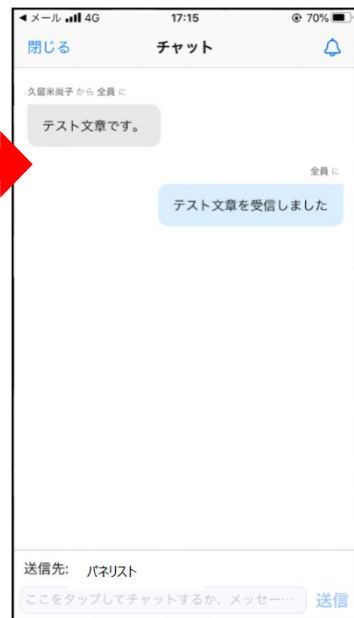 ◀メール 4G 17:15 70%
閉じる チャット
久留米尚子 から 全員 に
テスト文章です。
全員 に
テスト文章を受信しました
送信先: パネリスト
ここをタップしてチャットするか、メッセー… 送信